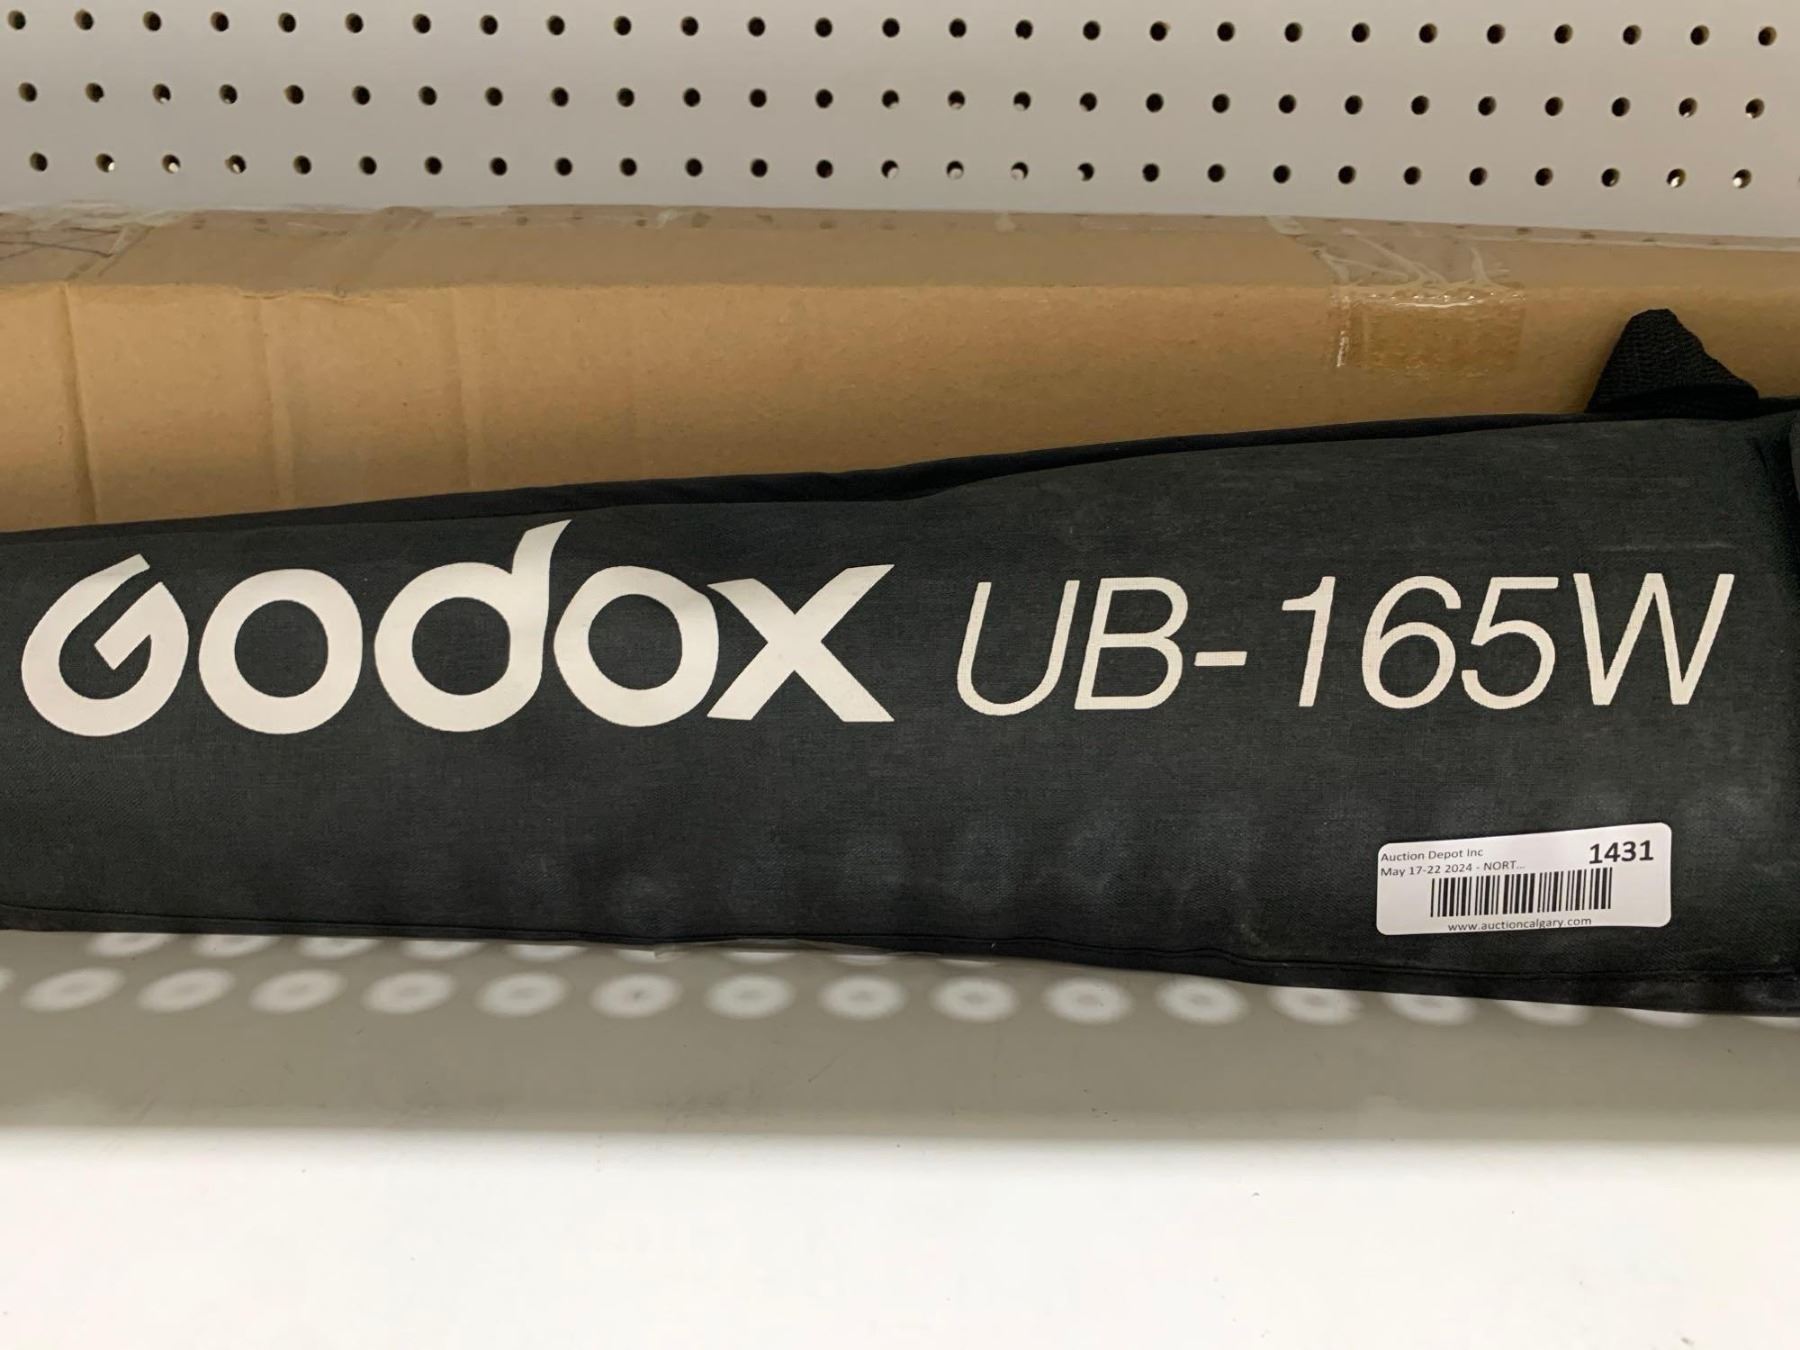 Godox UB-165W
Auction Depot Inc
1431
May 17-22 2024 - NORT...
www.auctioncalgary.com